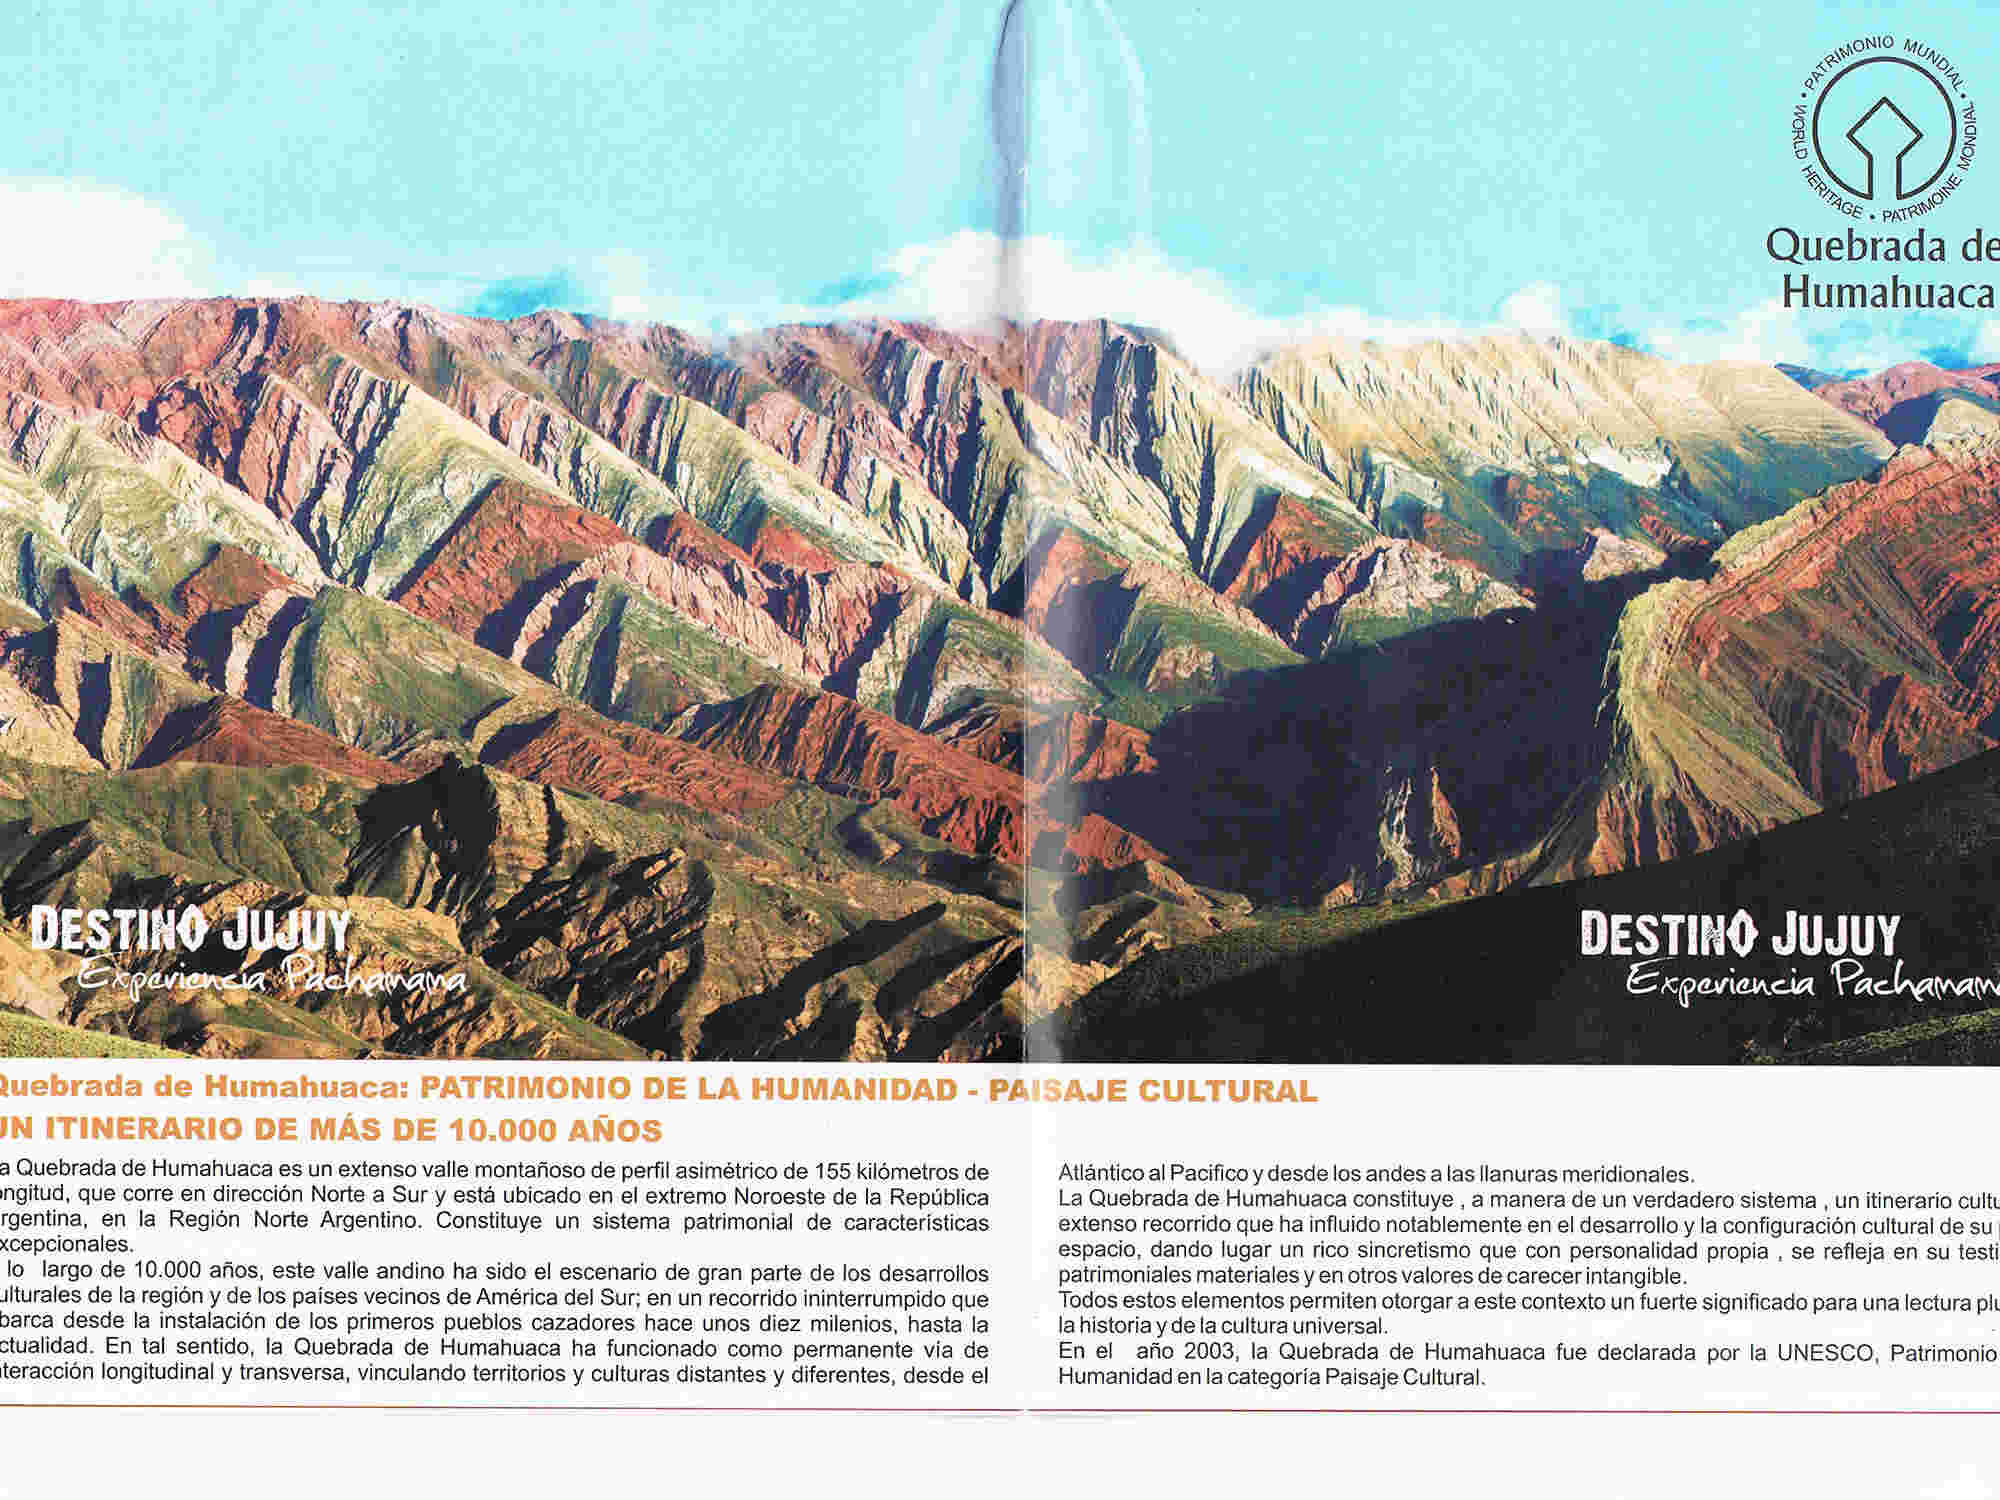 • PATRIMONIO MUNDIAL • WORLD HERITAGE • PATRIMOINE MONDIAL
Quebrada de
Humahuaca
DESTINO JUJUY
Experiencia Pachamama
DESTINO JUJUY
Experiencia Pachamama
Quebrada de Humahuaca: PATRIMONIO DE LA HUMANIDAD - PAISAJE CULTURAL
UN ITINERARIO DE MÁS DE 10.000 AÑOS
a Quebrada de Humahuaca es un extenso valle montañoso de perfil asimétrico de 155 kilómetros de
ongitud, que corre en dirección Norte a Sur y está ubicado en el extremo Noroeste de la República
rgentina, en la Región Norte Argentino. Constituye un sistema patrimonial de características
xcepcionales.
lo largo de 10.000 años, este valle andino ha sido el escenario de gran parte de los desarrollos
ulturales de la región y de los países vecinos de América del Sur; en un recorrido ininterrumpido que
barca desde la instalación de los primeros pueblos cazadores hace unos diez milenios, hasta la
ctualidad. En tal sentido, la Quebrada de Humahuaca ha funcionado como permanente vía de
nteracción longitudinal y transversa, vinculando territorios y culturas distantes y diferentes, desde el
Atlántico al Pacifico y desde los andes a las llanuras meridionales.
La Quebrada de Humahuaca constituye , a manera de un verdadero sistema , un itinerario cultu
extenso recorrido que ha influido notablemente en el desarrollo y la configuración cultural de su
espacio, dando lugar un rico sincretismo que con personalidad propia , se refleja en su testi
patrimoniales materiales y en otros valores de carecer intangible.
Todos estos elementos permiten otorgar a este contexto un fuerte significado para una lectura plu
la historia y de la cultura universal.
En el año 2003, la Quebrada de Humahuaca fue declarada por la UNESCO, Patrimonio
Humanidad en la categoría Paisaje Cultural.